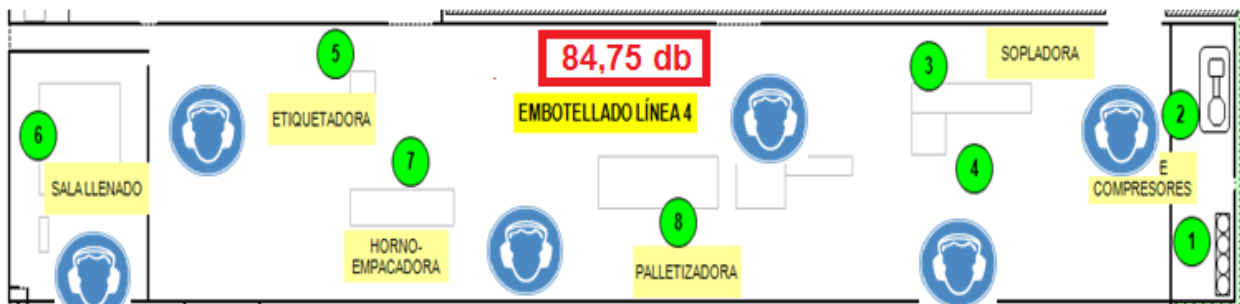 84,75 db
EMBOTELLADO LÍNEA 4
5
ETIQUETADORA
3
SOPLADORA
6
SALA LLENADO
7
HORNO-
EMPACADORA
8
PALLETIZADORA
4
2
E
COMPRESORES
1